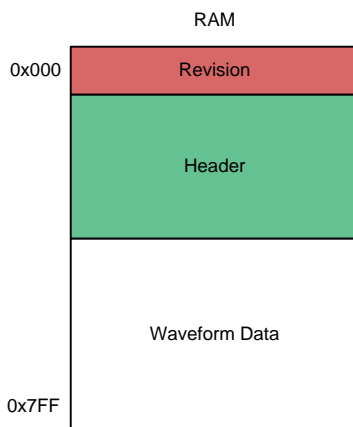 RAM
0x000
Revision
Header
Waveform Data
0x7FF